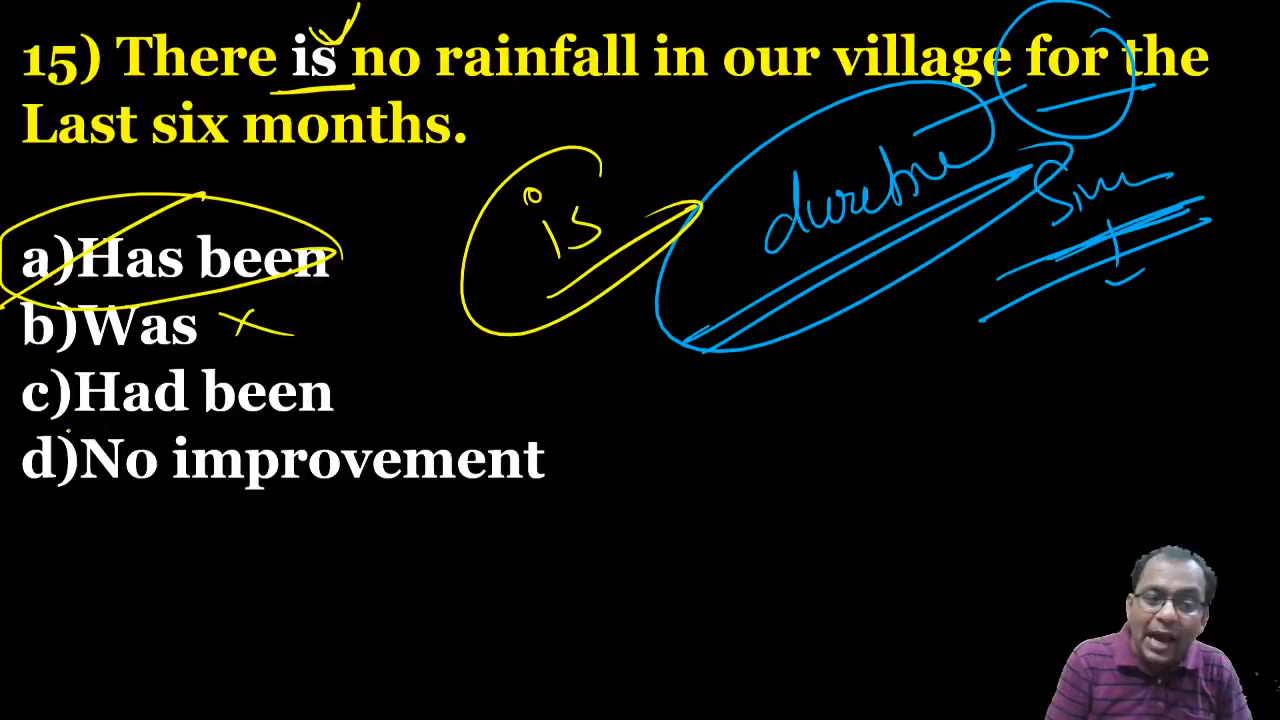 15) There is no rainfall in our village for the
Last six months.
is
Sin
a)Has been
b)Was
c)Had been
d)No improvement